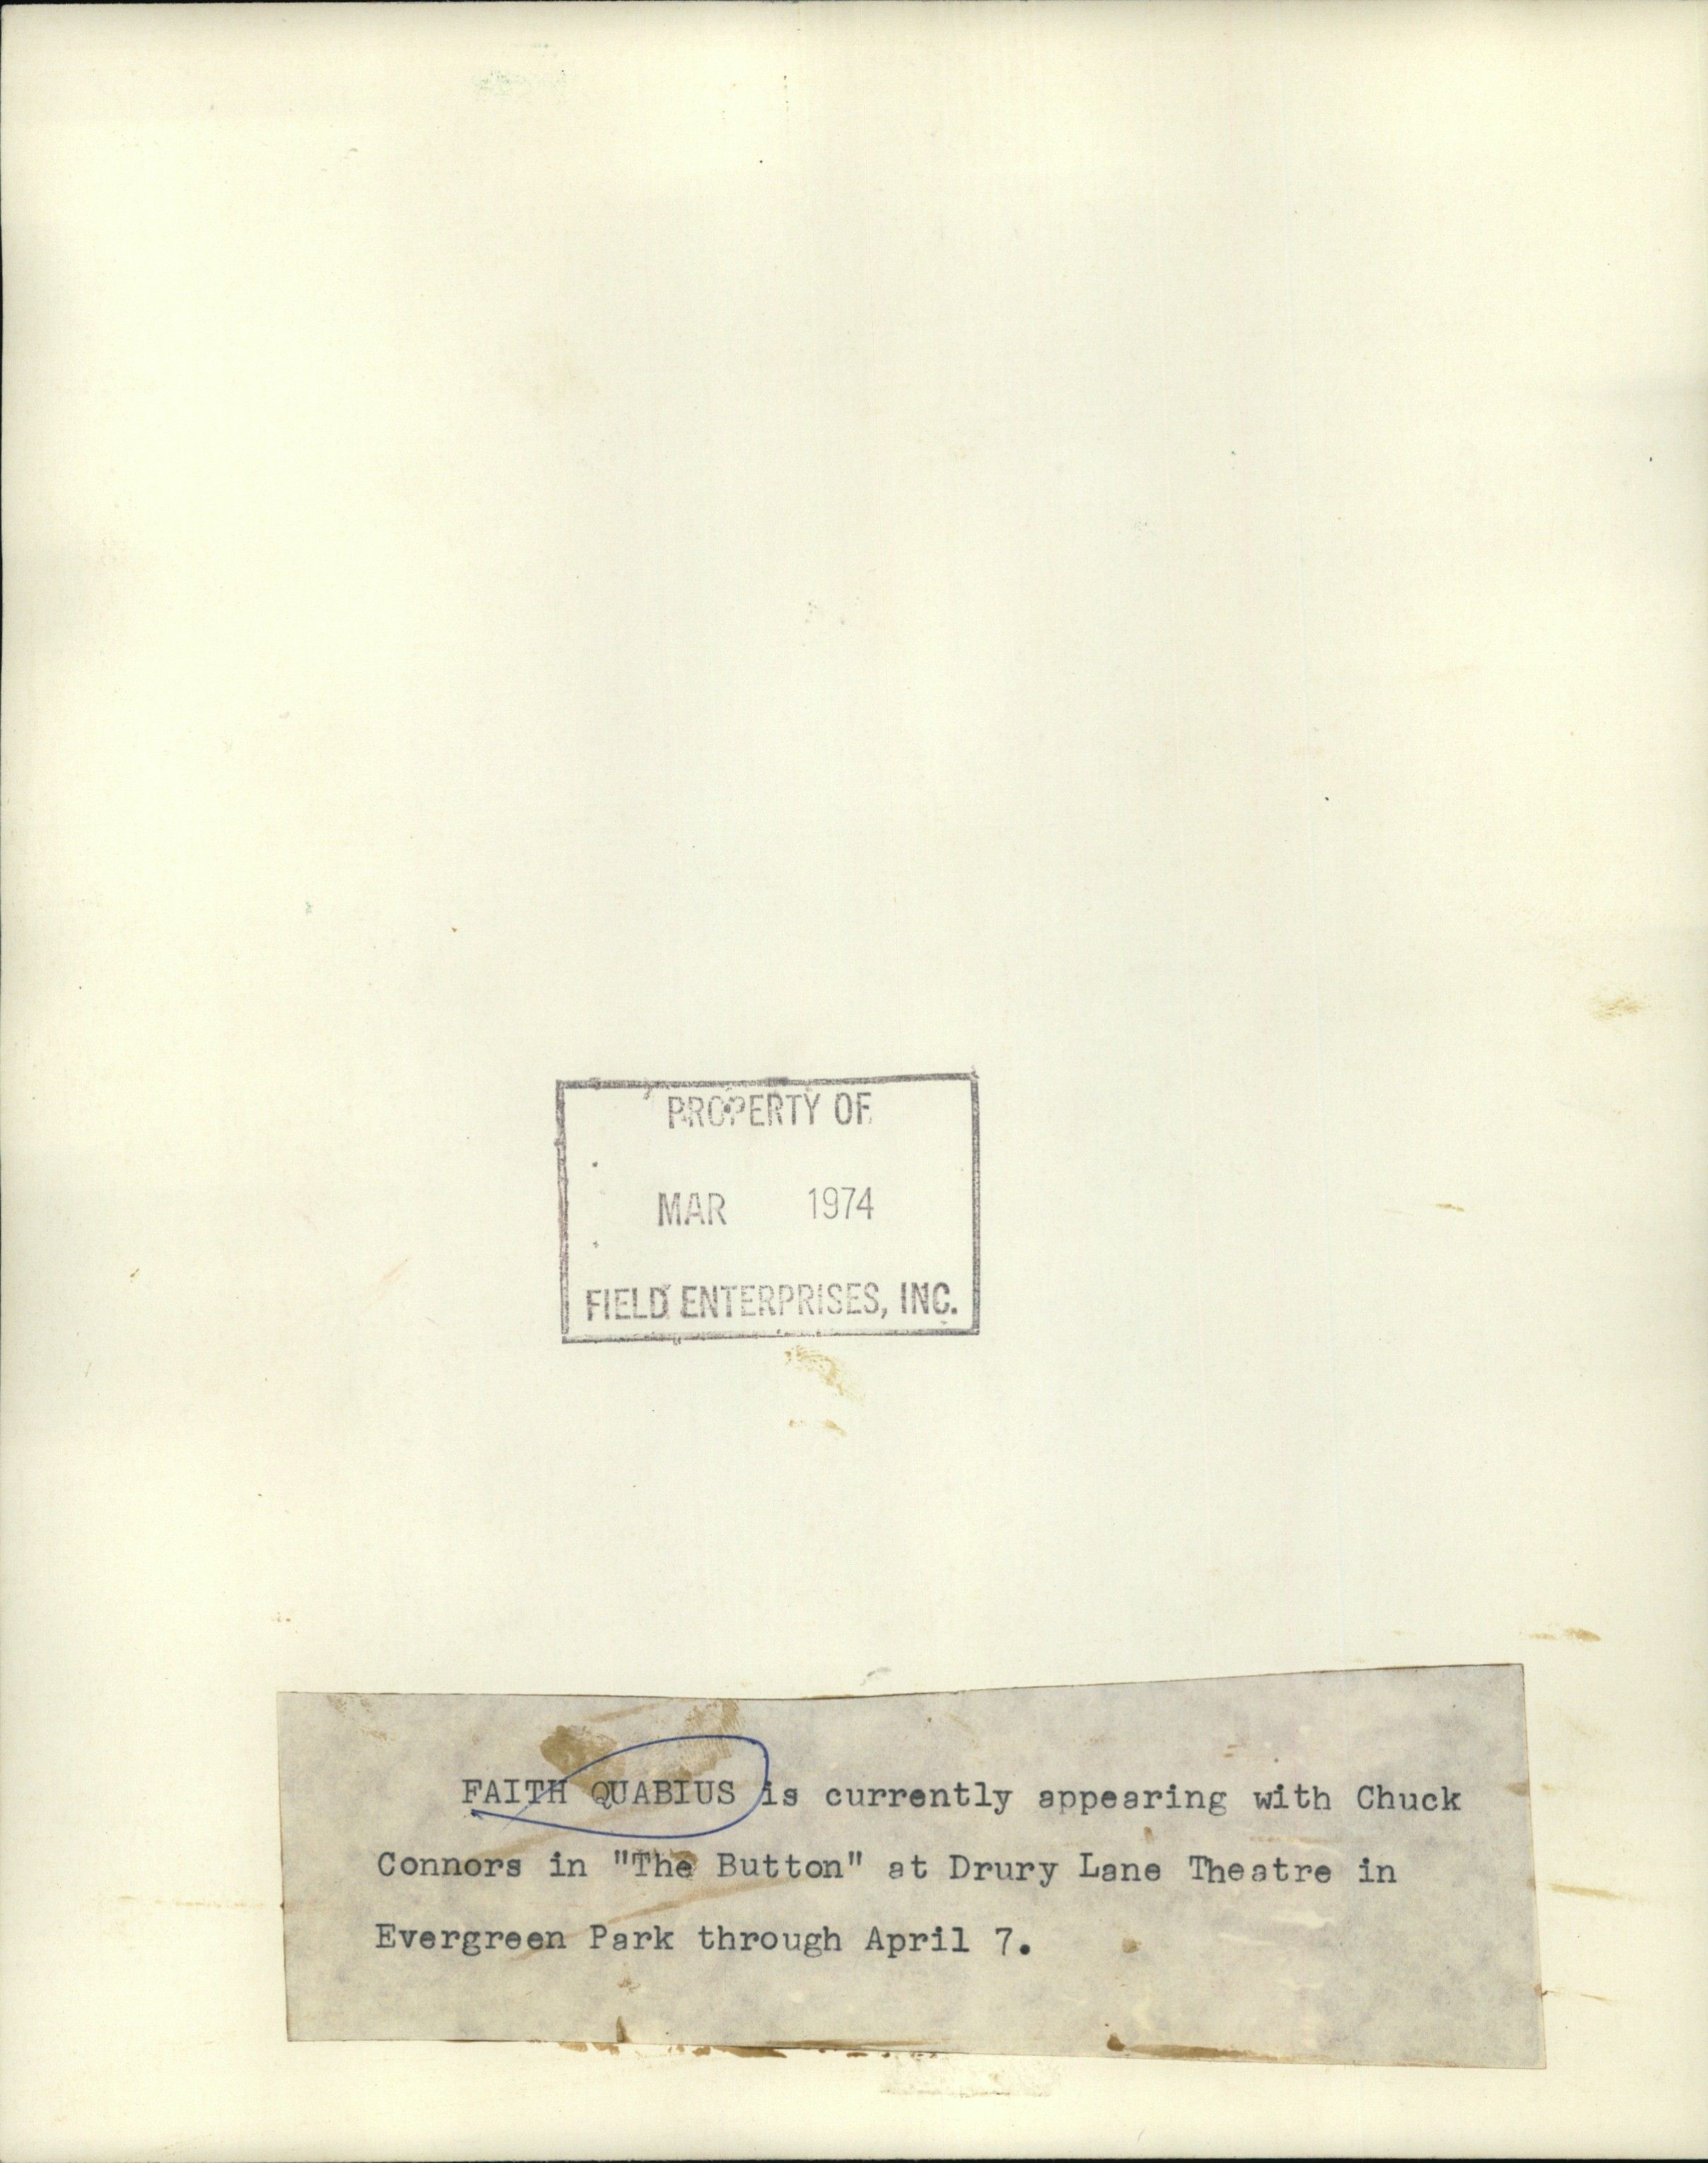 PROPERTY OF
MAR 1974
FIELD ENTERPRISES, INC.
FAITH QUABIUS is currently appearing with Chuck
Connors in "The Button" at Drury Lane Theatre in
Evergreen Park through April 7.